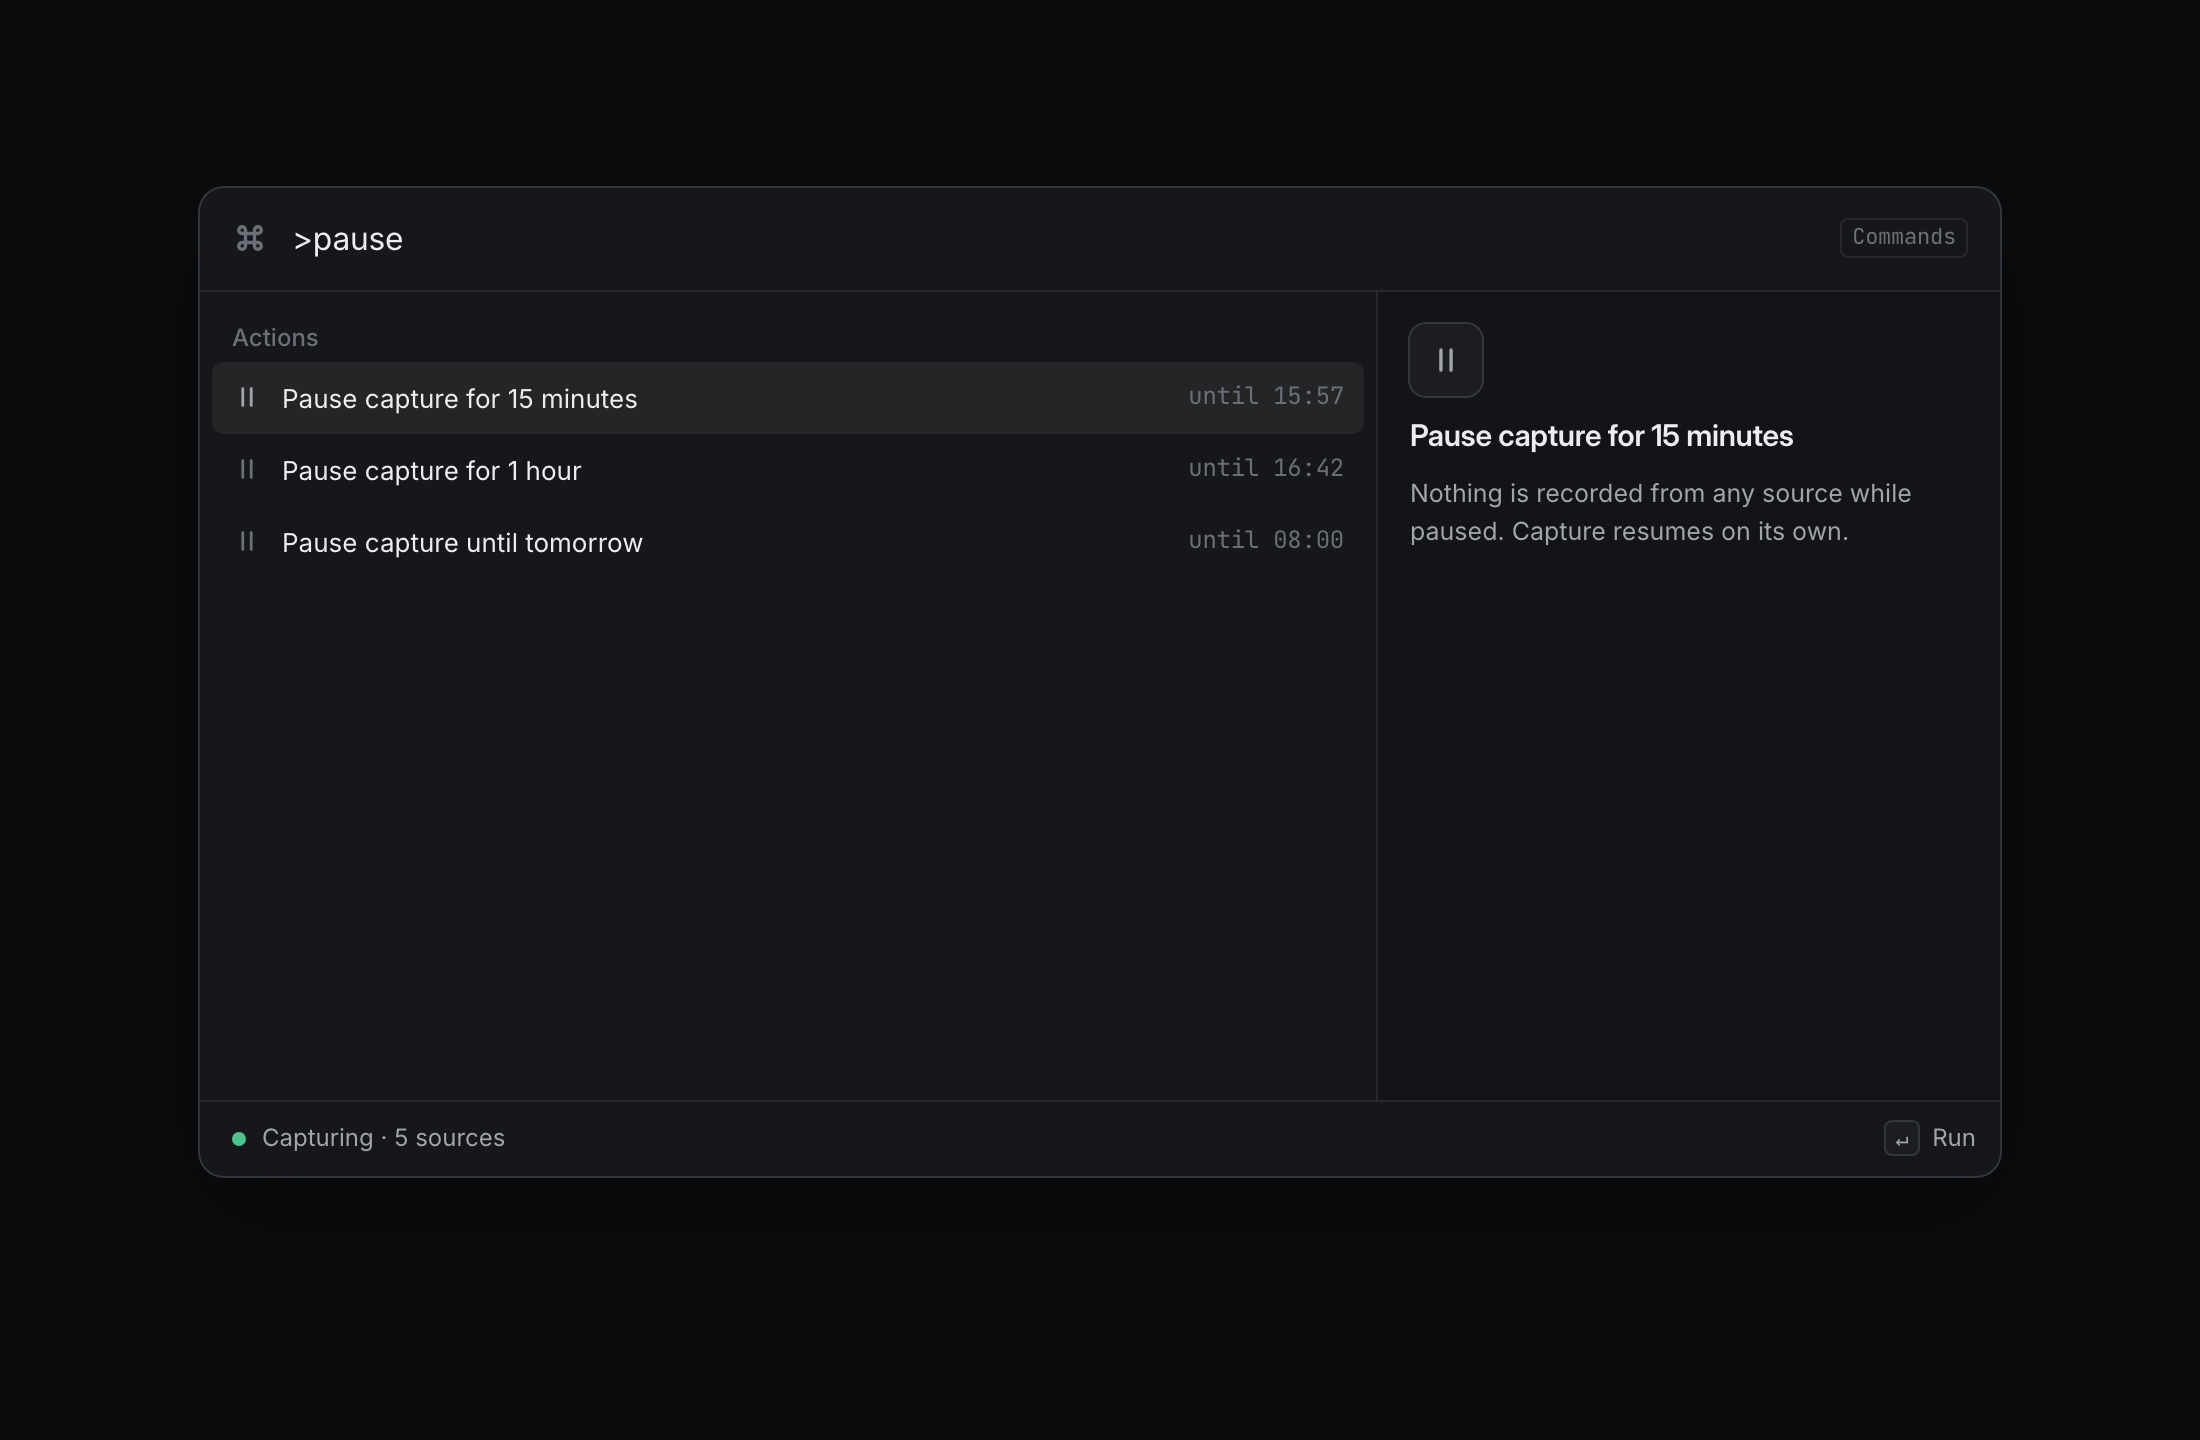 ⌘ >pause
Commands
Actions
Pause capture for 15 minutes until 15:57
Pause capture for 1 hour until 16:42
Pause capture until tomorrow until 08:00
Pause capture for 15 minutes
Nothing is recorded from any source while
paused. Capture resumes on its own.
Capturing · 5 sources
↵ Run